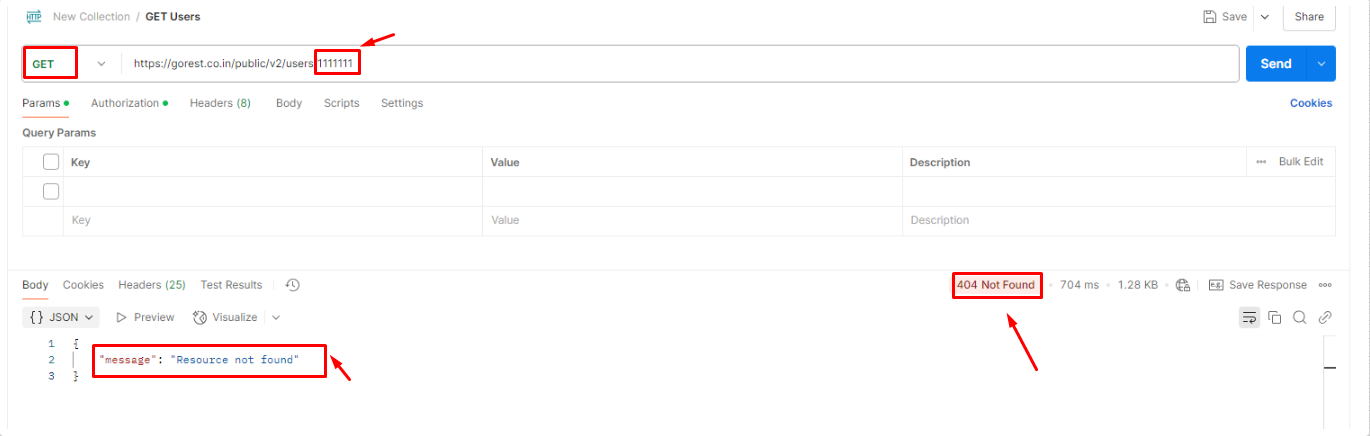 HTTP New Collection / GET Users Save Share
GET https://gorest.co.in/public/v2/users/1111111 Send
Params Authorization Headers (8) Body Scripts Settings Cookies
Query Params
Key Value Description ••• Bulk Edit
Key Value Description
Body Cookies Headers (25) Test Results 404 Not Found • 704 ms • 1.28 KB • e.g. Save Response •••
{} JSON Preview Visualize
1 {
2 "message": "Resource not found"
3 }